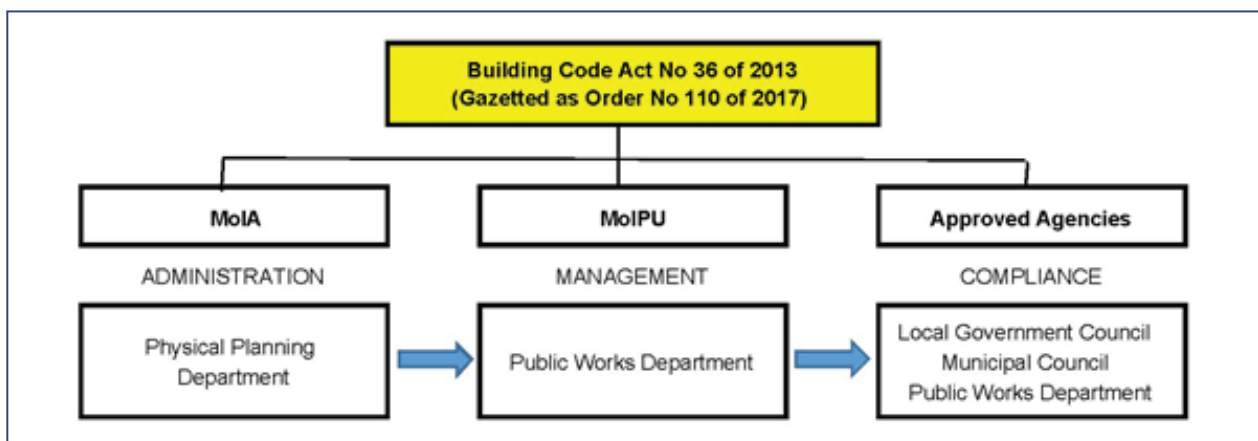 Building Code Act No 36 of 2013
(Gazetted as Order No 110 of 2017)
MoIA
MoIPU
Approved Agencies
ADMINISTRATION
MANAGEMENT
COMPLIANCE
Physical Planning
Department
Public Works Department
Local Government Council
Municipal Council
Public Works Department